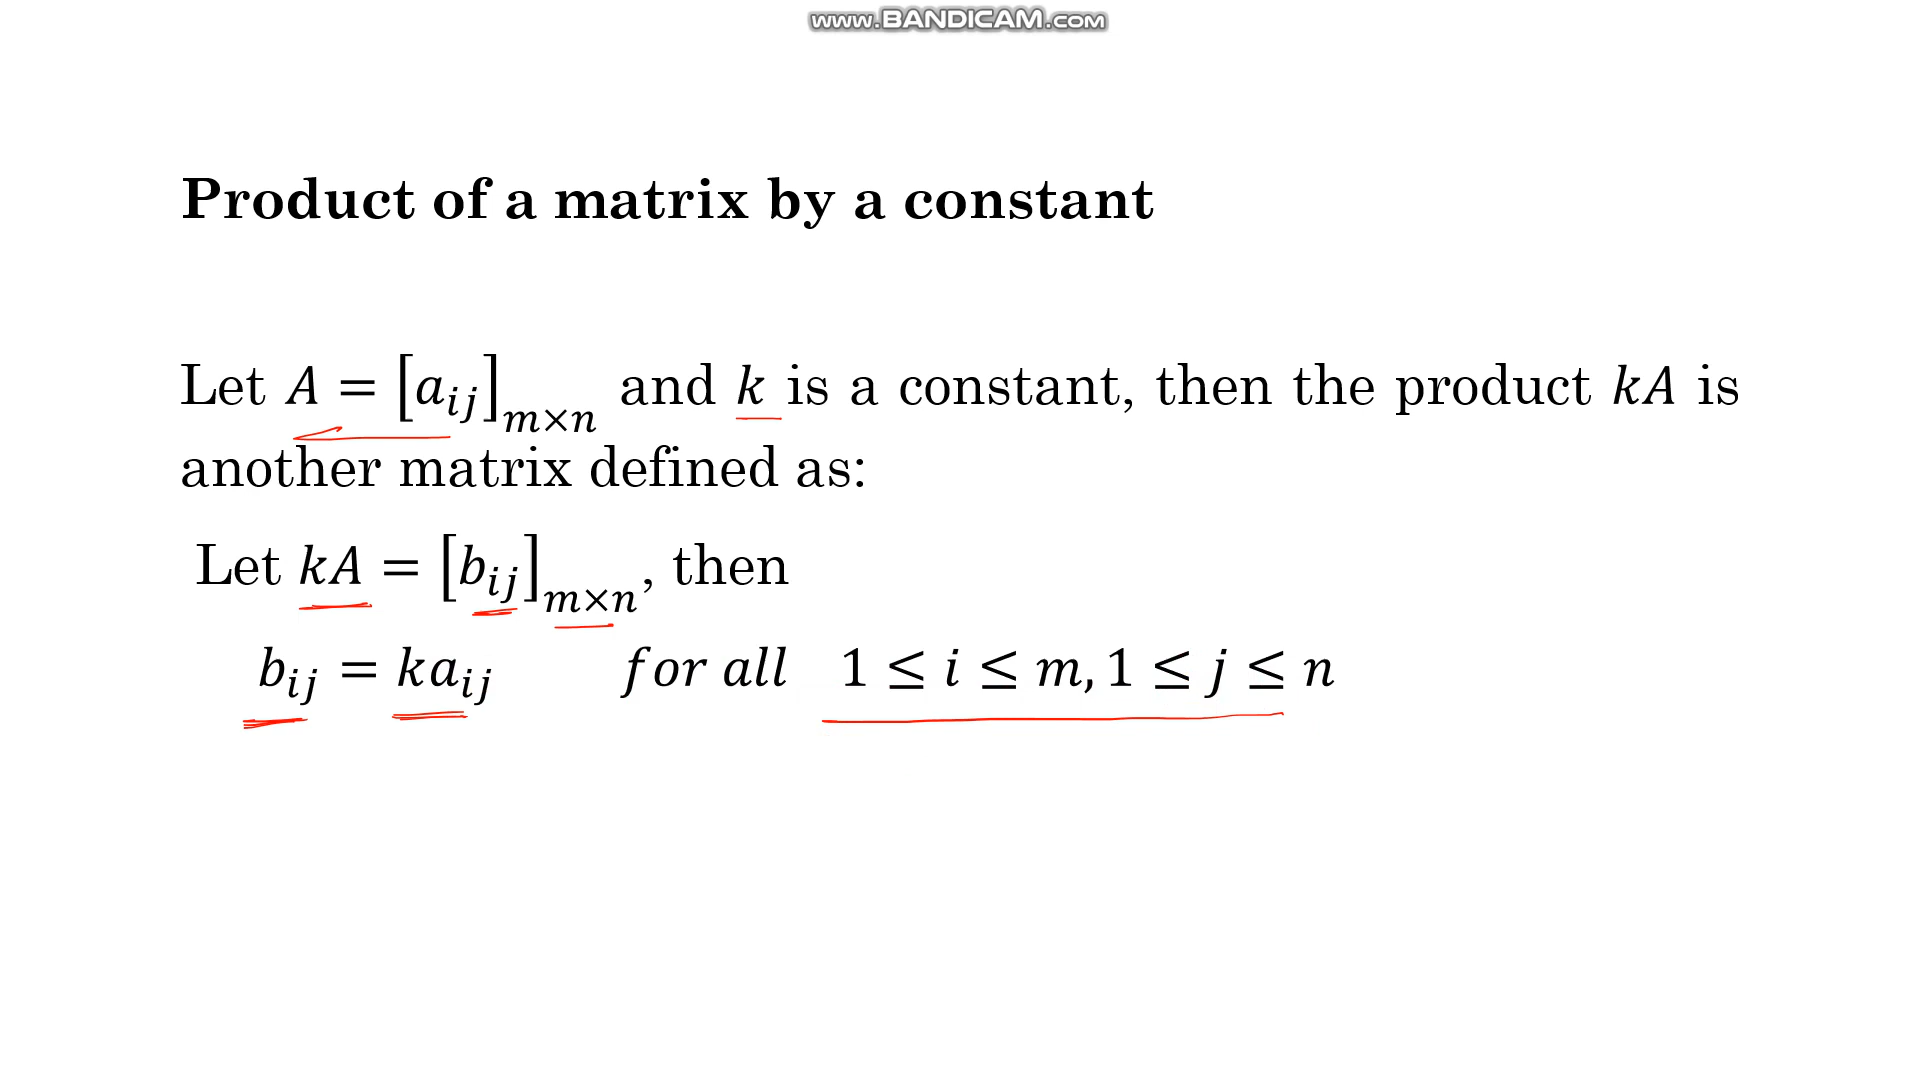 www.BANDICAM.com
Product of a matrix by a constant
Let A = [aᵢⱼ]ₘ×ₙ and k is a constant, then the product kA is
another matrix defined as:
Let kA = [bᵢⱼ]ₘ×ₙ, then
bᵢⱼ = kaᵢⱼ for all 1 ≤ i ≤ m, 1 ≤ j ≤ n